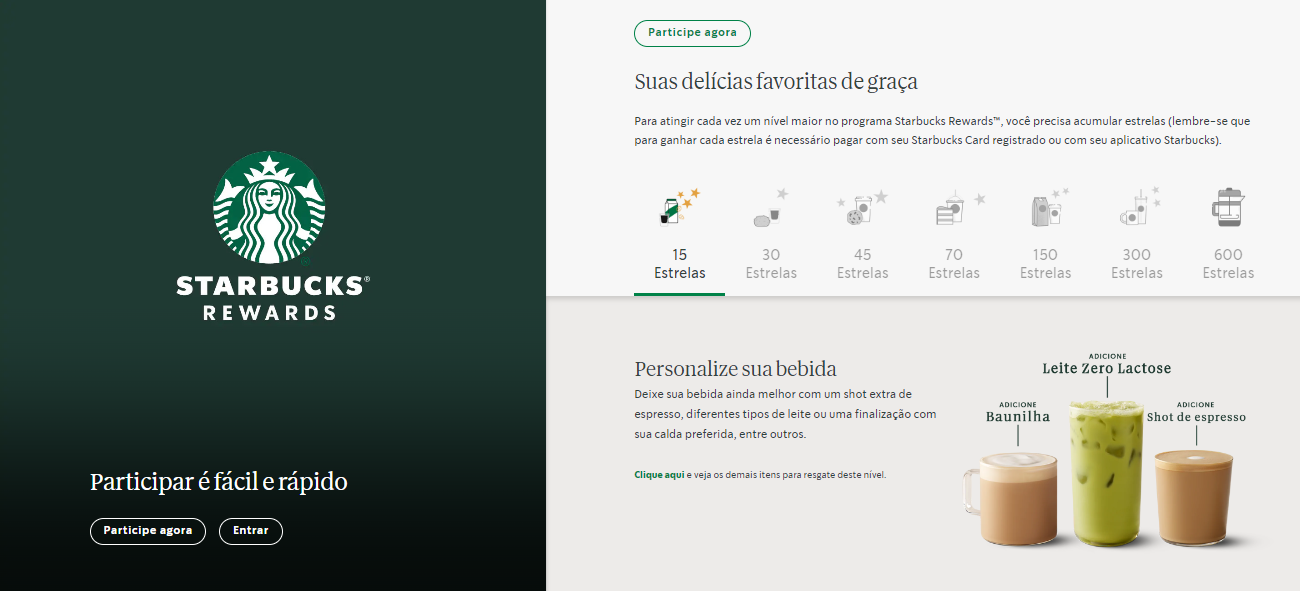 STARBUCKS®
REWARDS
Participar é fácil e rápido
Participe agora
Entrar
Participe agora
Suas delícias favoritas de graça
Para atingir cada vez um nível maior no programa Starbucks Rewards™, você precisa acumular estrelas (lembre-se que
para ganhar cada estrela é necessário pagar com seu Starbucks Card registrado ou com seu aplicativo Starbucks).
15
Estrelas
30
Estrelas
45
Estrelas
70
Estrelas
150
Estrelas
300
Estrelas
600
Estrelas
Personalize sua bebida
Deixe sua bebida ainda melhor com um shot extra de
espresso, diferentes tipos de leite ou uma finalização com
sua calda preferida, entre outros.
Clique aqui e veja os demais itens para resgate deste nível.
ADICIONE
Leite Zero Lactose
ADICIONE
Baunilha
ADICIONE
Shot de espresso